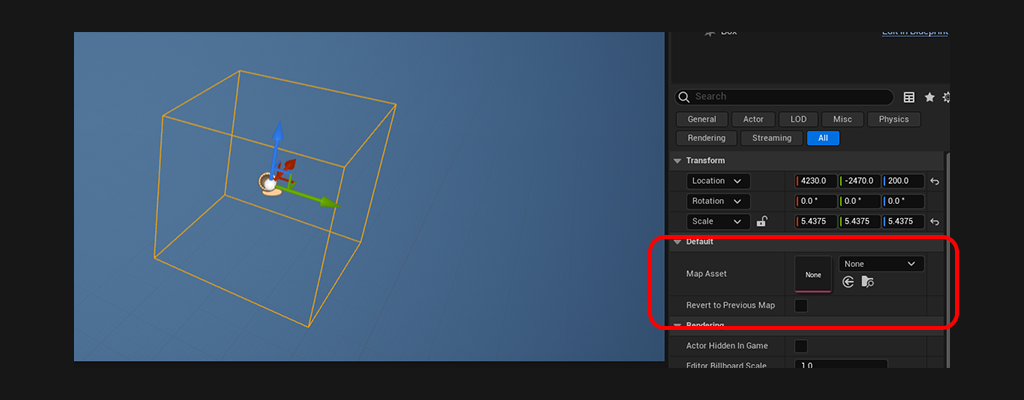 Box Edit in Blueprint
Search
General Actor LOD Misc Physics
Rendering Streaming All
Transform
Location 4230.0 -2470.0 200.0
Rotation 0.0 ° 0.0 ° 0.0 °
Scale 5.4375 5.4375 5.4375
Default
Map Asset None None
Revert to Previous Map
Rendering
Actor Hidden In Game
Editor Billboard Scale 1.0